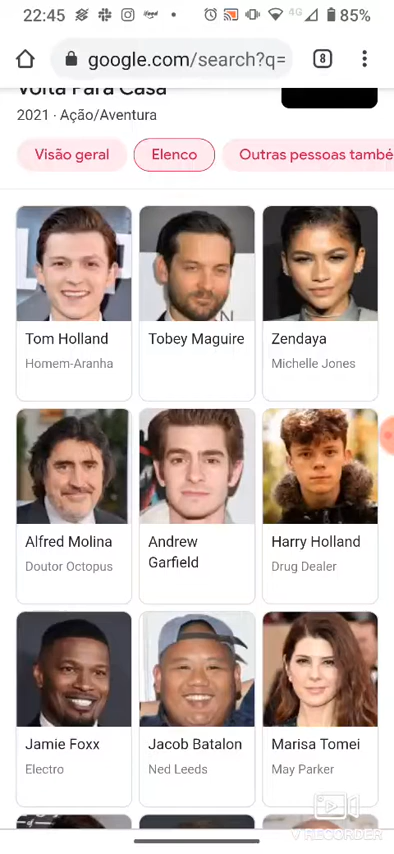 22:45
4G
85%
google.com/search?q=
8
Volta Para Casa
2021 · Ação/Aventura
Visão geral
Elenco
Outras pessoas també
Tom Holland
Homem-Aranha
Tobey Maguire
Zendaya
Michelle Jones
Alfred Molina
Doutor Octopus
Andrew
Garfield
Harry Holland
Drug Dealer
Jamie Foxx
Electro
Jacob Batalon
Ned Leeds
Marisa Tomei
May Parker
V RECORDER